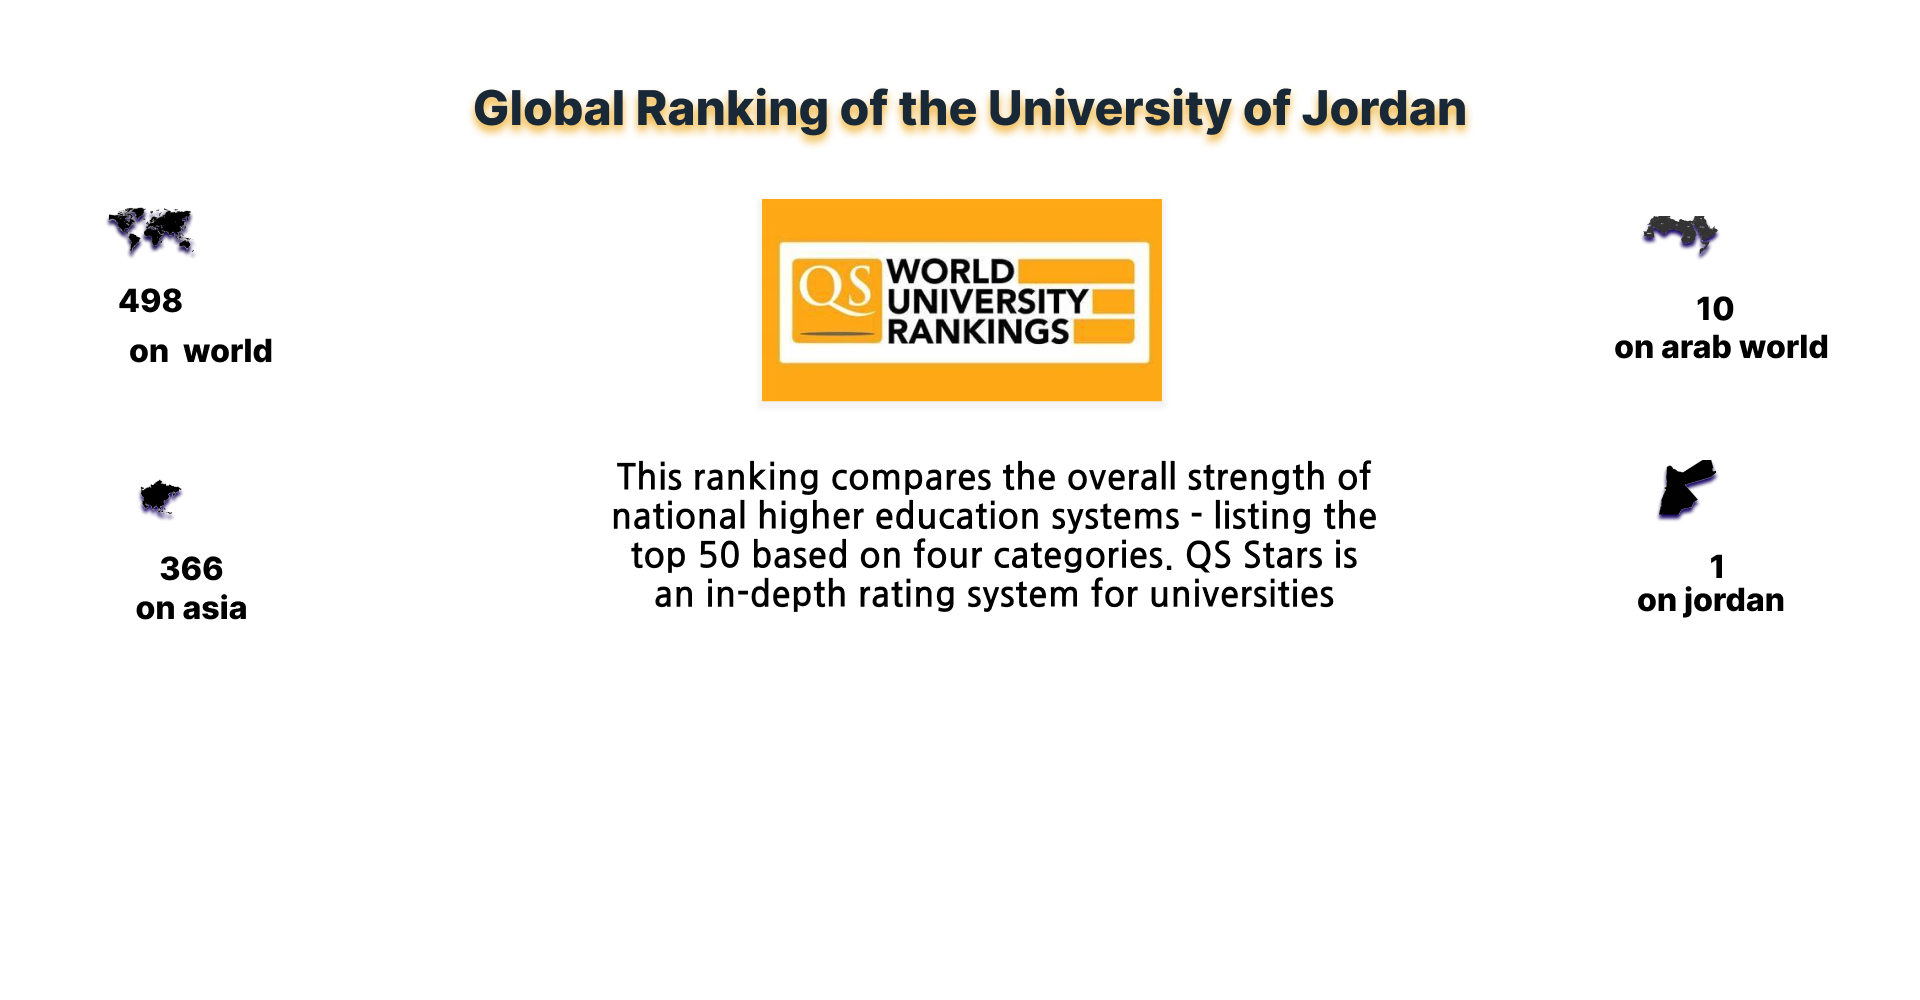 Global Ranking of the University of Jordan
498
on world
QS WORLD
UNIVERSITY
RANKINGS
10
on arab world
This ranking compares the overall strength of
national higher education systems - listing the
top 50 based on four categories. QS Stars is
an in-depth rating system for universities
366
on asia
1
on jordan